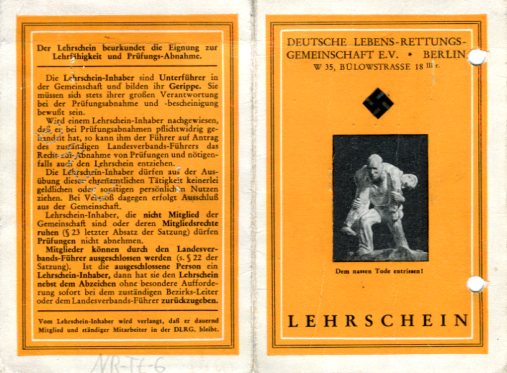 Der Lehrschein beurkundet die Eignung zur
Lehrfähigkeit und Prüfungs-Abnahme.
Die Lehrschein-Inhaber sind Unterführer in
der Gemeinschaft und bilden ihr Gerippe. Sie
müssen sich stets ihrer großen Verantwortung
bei der Prüfungsabnahme und -bescheinigung
bewußt sein.
Wird einem Lehrschein-Inhaber nachgewiesen,
daß er bei Prüfungsabnahmen pflichtwidrig ge-
handelt hat, so kann ihm der Führer auf Antrag
des zuständigen Landesverbands-Führers das
Recht zur Abnahme von Prüfungen und nötigen-
falls auch den Lehrschein entziehen.
Die Lehrschein-Inhaber dürfen aus der Aus-
übung dieser ehrenamtlichen Tätigkeit keinerlei
geldlichen oder sonstigen persönlichen Nutzen
ziehen. Bei Verstoß dagegen erfolgt Ausschluß
aus der Gemeinschaft.
Lehrschein-Inhaber, die nicht Mitglied der
Gemeinschaft sind oder deren Mitgliedsrechte
ruhen (§ 23 letzter Absatz der Satzung) dürfen
Prüfungen nicht abnehmen.
Mitglieder können durch den Landesver-
bands-Führer ausgeschlossen werden (s. § 22 der
Satzung). Ist die ausgeschlossene Person ein
Lehrschein-Inhaber, dann hat sie den Lehrschein
nebst dem Abzeichen ohne besondere Aufforde-
rung sofort bei dem zuständigen Bezirks-Leiter
oder dem Landesverbands-Führer zurückzugeben.
Vom Lehrschein-Inhaber wird verlangt, daß er dauernd
Mitglied und ständiger Mitarbeiter in der DLRG. bleibt.
NR-TZ-6
DEUTSCHE LEBENS-RETTUNGS-
GEMEINSCHAFT E.V. • BERLIN
W 35, BÜLOWSTRASSE 18
Dem nassen Tode entrissen!
LEHRSCHEIN